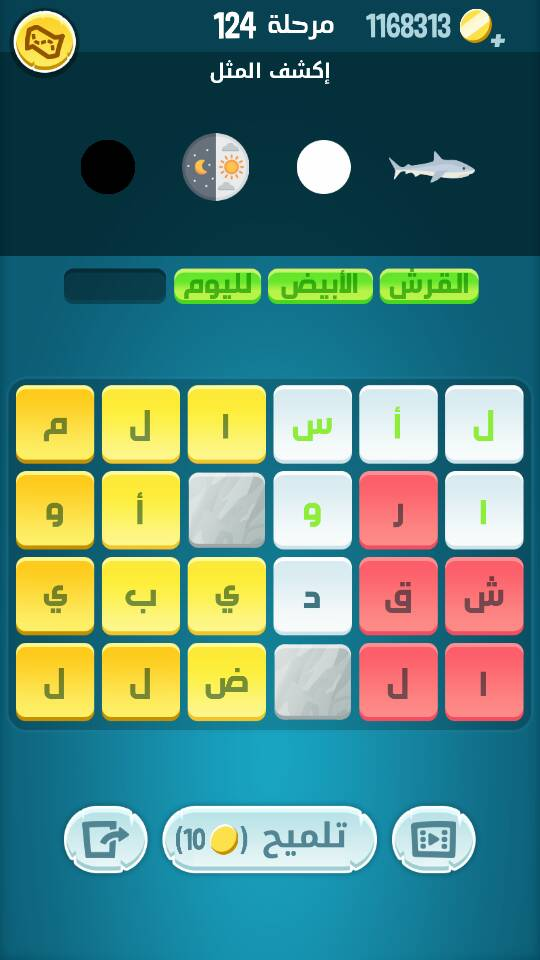 مرحلة 124
1168313
إكشف المثل
القرش الأبيض لليوم
ل أ س ا ل م
ا ر و أ و
ش ق د ي ب ي
ا ل ض ل ل
تلميح (10)